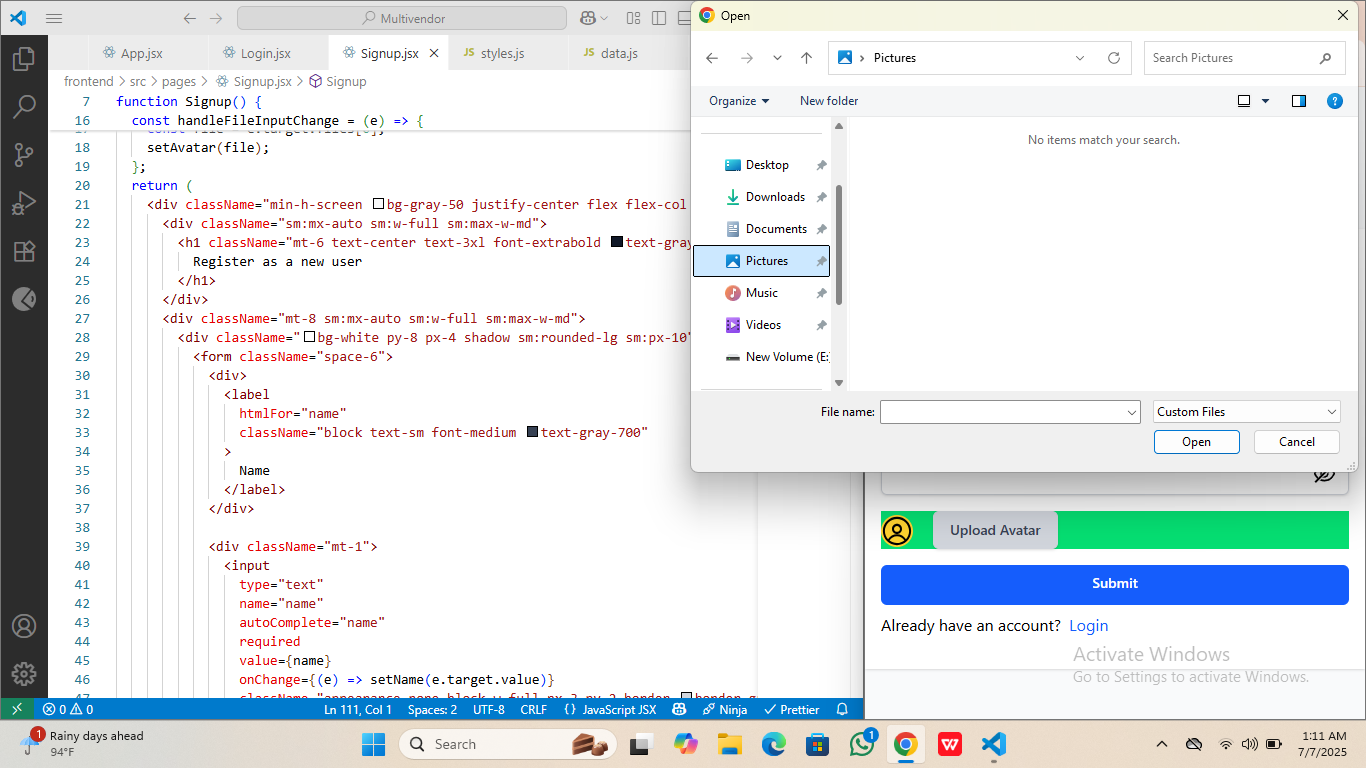 Multivendor
App.jsx
Login.jsx
Signup.jsx
JS styles.js
JS data.js
frontend > src > pages > Signup.jsx > Signup
7 function Signup() {
16 const handleFileInputChange = (e) => {
18 setAvatar(file);
19 };
20 return (
21 <div className="min-h-screen bg-gray-50 justify-center flex flex-col
22 <div className="sm:mx-auto sm:w-full sm:max-w-md">
23 <h1 className="mt-6 text-center text-3xl font-extrabold text-gray
24 Register as a new user
25 </h1>
26 </div>
27 <div className="mt-8 sm:mx-auto sm:w-full sm:max-w-md">
28 <div className="bg-white py-8 px-4 shadow sm:rounded-lg sm:px-10"
29 <form className="space-6">
30 <div>
31 <label
32 htmlFor="name"
33 className="block text-sm font-medium text-gray-700"
34 >
35 Name
36 </label>
37 </div>
38
39 <div className="mt-1">
40 <input
41 type="text"
42 name="name"
43 autoComplete="name"
44 required
45 value={name}
46 onChange={(e) => setName(e.target.value)}
0 0
Ln 111, Col 1
Spaces: 2
UTF-8
CRLF
{} JavaScript JSX
Ninja
Prettier
Open
Pictures
Search Pictures
Organize
New folder
Desktop
Downloads
Documents
Pictures
Music
Videos
New Volume (E:)
No items match your search.
File name:
Custom Files
Open
Cancel
Upload Avatar
Submit
Already have an account? Login
Activate Windows
Go to Settings to activate Windows.
1
Rainy days ahead
94°F
Search
1
1:11 AM
7/7/2025